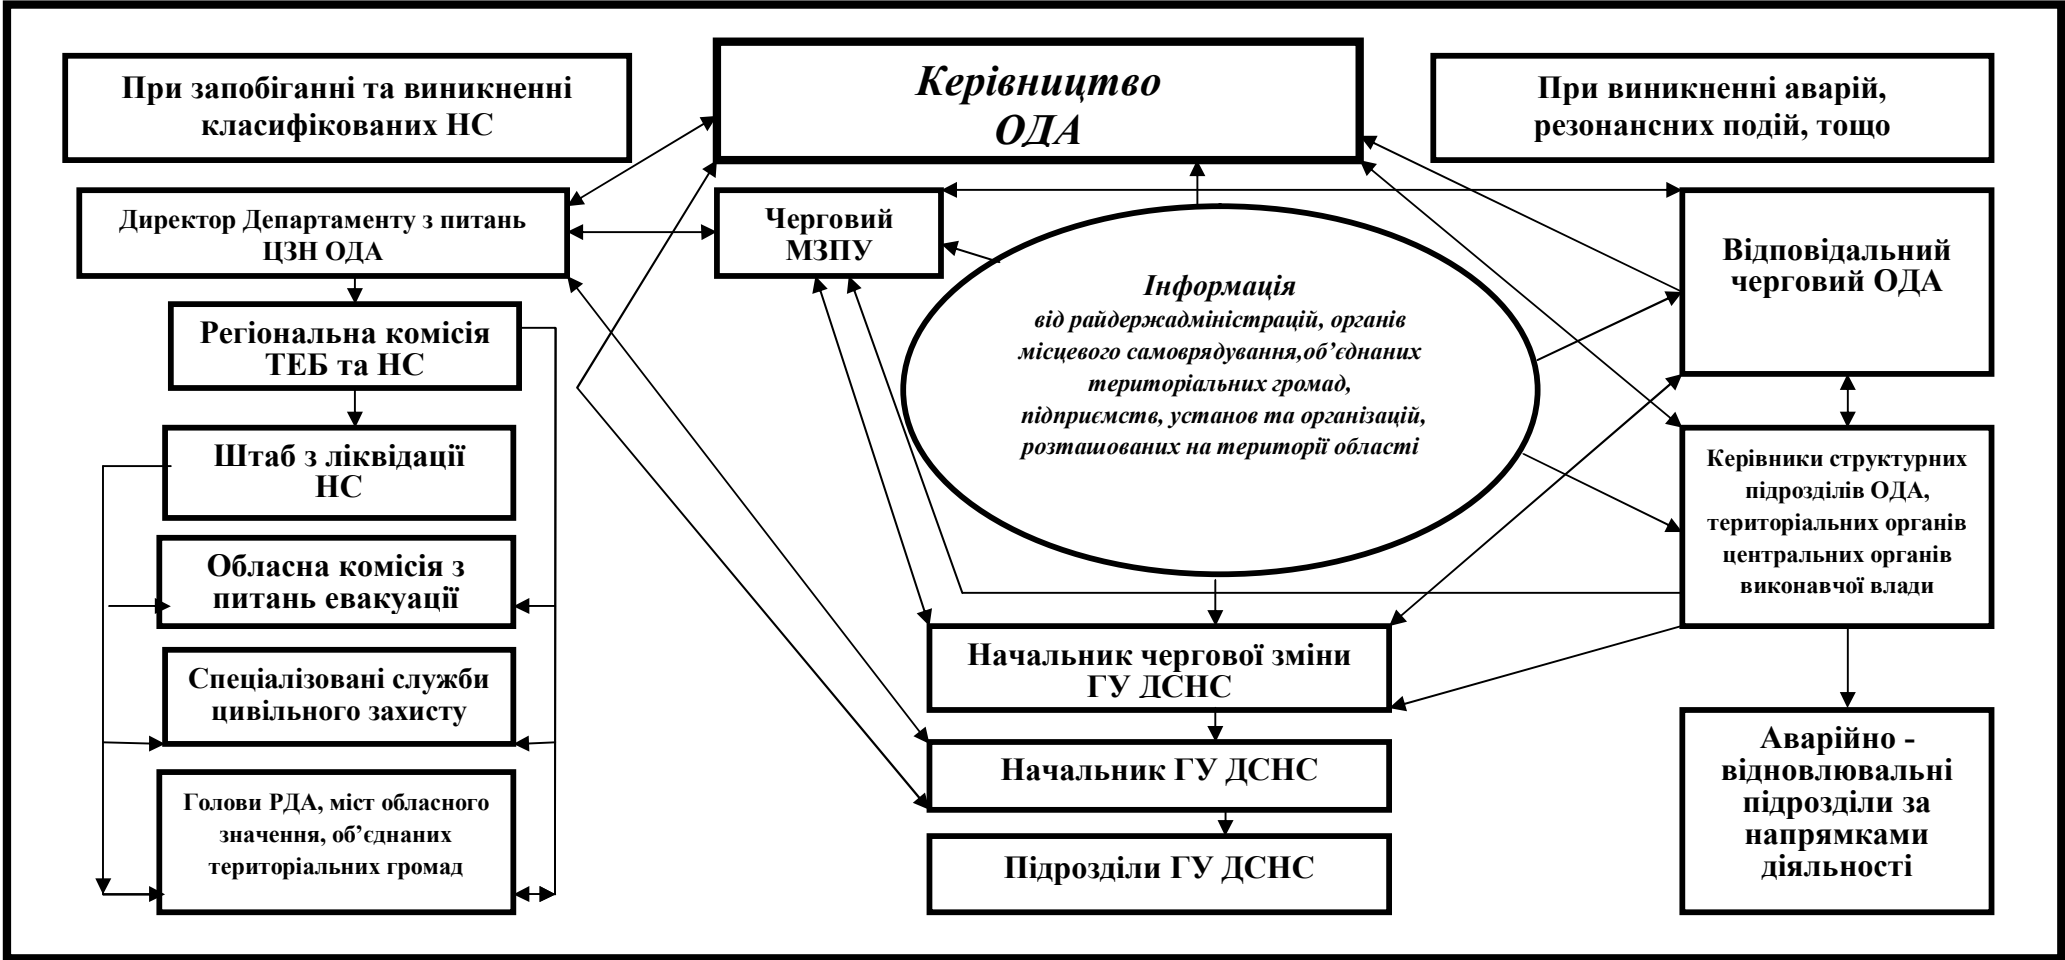 При запобіганні та виникненні
класифікованих НС
Керівництво
ОДА
При виникненні аварій,
резонансних подій, тощо
Директор Департаменту з питань
ЦЗН ОДА
Черговий
МЗПУ
Відповідальний
черговий ОДА
Інформація
від райдержадміністрацій, органів
місцевого самоврядування,об’єднаних
територіальних громад,
підприємств, установ та організацій,
розташованих на території області
Регіональна комісія
ТЕБ та НС
Штаб з ліквідації
НС
Керівники структурних
підрозділів ОДА,
територіальних органів
центральних органів
виконавчої влади
Обласна комісія з
питань евакуації
Начальник чергової зміни
ГУ ДСНС
Спеціалізовані служби
цивільного захисту
Начальник ГУ ДСНС
Аварійно -
відновлювальні
підрозділи за
напрямками
діяльності
Голови РДА, міст обласного
значення, об’єднаних
територіальних громад
Підрозділи ГУ ДСНС